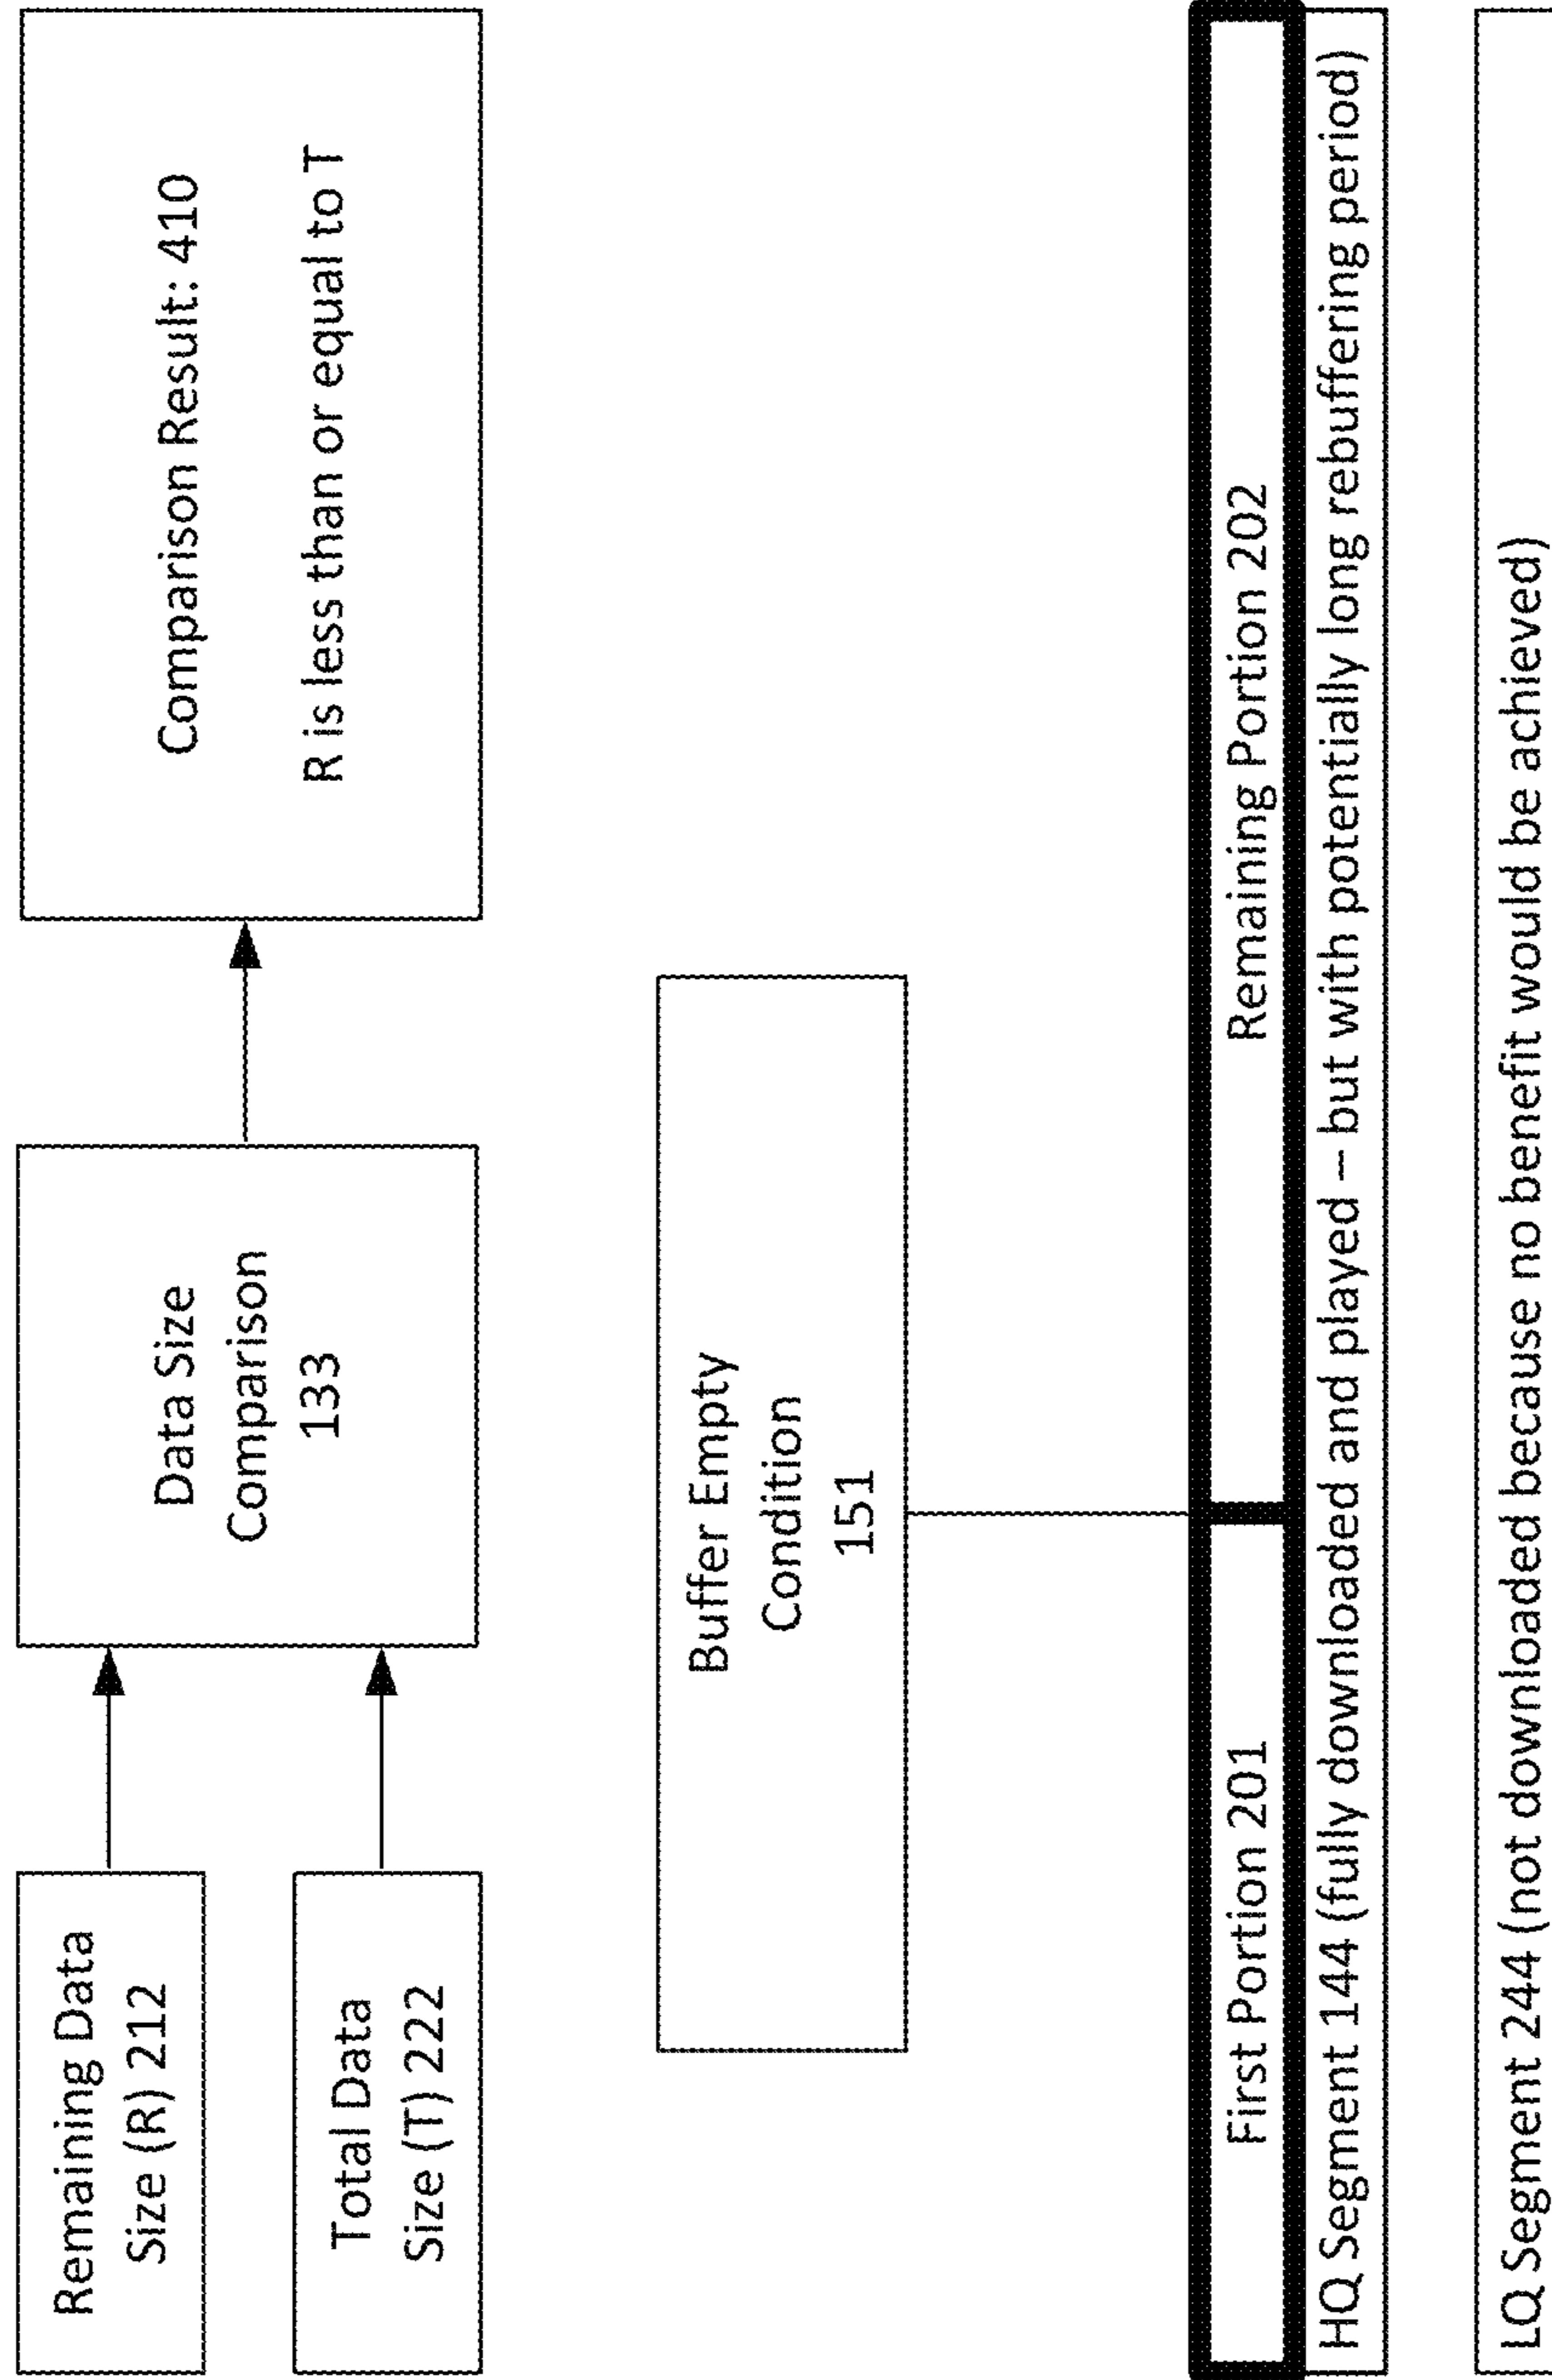 Remaining Data
Size (R) 212
Total Data
Size (T) 222
Data Size
Comparison
133
Comparison Result: 410
R is less than or equal to T
Buffer Empty
Condition
151
First Portion 201
Remaining Portion 202
HQ Segment 144 (fully downloaded and played – but with potentially long rebuffering period)
LQ Segment 244 (not downloaded because no benefit would be achieved)